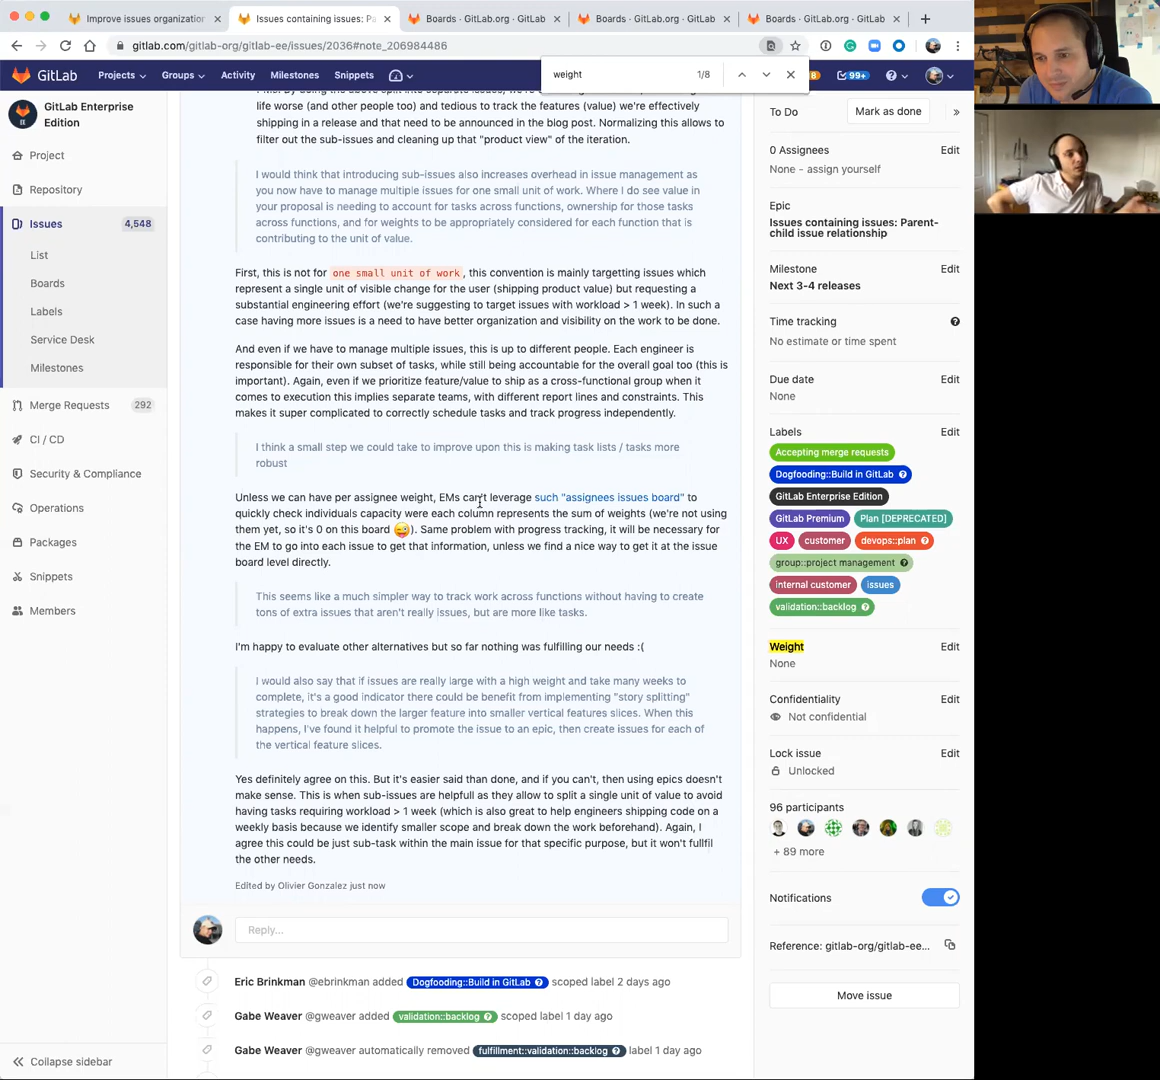 Improve issues organizatio
Issues containing issues: Pa
Boards · GitLab.org · GitLab
Boards · GitLab.org · GitLab
Boards · GitLab.org · GitLab
gitlab.com/gitlab-org/gitlab-ee/issues/2036#note_206984486
GitLab
Projects
Groups
Activity
Milestones
Snippets
weight
1/8
8
99+
GitLab Enterprise
Edition
Project
Repository
Issues
4,548
List
Boards
Labels
Service Desk
Milestones
Merge Requests
292
CI / CD
Security & Compliance
Operations
Packages
Snippets
Members
Collapse sidebar
life worse (and other people too) and tedious to track the features (value) we're effectively
shipping in a release and that need to be announced in the blog post. Normalizing this allows to
filter out the sub-issues and cleaning up that "product view" of the iteration.
I would think that introducing sub-issues also increases overhead in issue management as
you now have to manage multiple issues for one small unit of work. Where I do see value in
your proposal is needing to account for tasks across functions, ownership for those tasks
across functions, and for weights to be appropriately considered for each function that is
contributing to the unit of value.
First, this is not for one small unit of work, this convention is mainly targetting issues which
represent a single unit of visible change for the user (shipping product value) but requesting a
substantial engineering effort (we're suggesting to target issues with workload > 1 week). In such a
case having more issues is a need to have better organization and visibility on the work to be done.
And even if we have to manage multiple issues, this is up to different people. Each engineer is
responsible for their own subset of tasks, while still being accountable for the overall goal too (this is
important). Again, even if we prioritize feature/value to ship as a cross-functional group when it
comes to execution this implies separate teams, with different report lines and constraints. This
makes it super complicated to correctly schedule tasks and track progress independently.
I think a small step we could take to improve upon this is making task lists / tasks more
robust
Unless we can have per assignee weight, EMs can't leverage such "assignees issues board" to
quickly check individuals capacity were each column represents the sum of weights (we're not using
them yet, so it's 0 on this board 😜). Same problem with progress tracking, it will be necessary for
the EM to go into each issue to get that information, unless we find a nice way to get it at the issue
board level directly.
This seems like a much simpler way to track work across functions without having to create
tons of extra issues that aren't really issues, but are more like tasks.
I'm happy to evaluate other alternatives but so far nothing was fulfilling our needs :(
I would also say that if issues are really large with a high weight and take many weeks to
complete, it's a good indicator there could be benefit from implementing "story splitting"
strategies to break down the larger feature into smaller vertical features slices. When this
happens, I've found it helpful to promote the issue to an epic, then create issues for each of
the vertical feature slices.
Yes definitely agree on this. But it's easier said than done, and if you can't, then using epics doesn't
make sense. This is when sub-issues are helpfull as they allow to split a single unit of value to avoid
having tasks requiring workload > 1 week (which is also great to help engineers shipping code on a
weekly basis because we identify smaller scope and break down the work beforehand). Again, I
agree this could be just sub-task within the main issue for that specific purpose, but it won't fullfil
the other needs.
Edited by Olivier Gonzalez just now
Reply...
Eric Brinkman @ebrinkman added Dogfooding::Build in GitLab scoped label 2 days ago
Gabe Weaver @gweaver added validation::backlog scoped label 1 day ago
Gabe Weaver @gweaver automatically removed fulfillment::validation::backlog label 1 day ago
To Do
Mark as done
0 Assignees
Edit
None - assign yourself
Epic
Issues containing issues: Parent-
child issue relationship
Milestone
Edit
Next 3-4 releases
Time tracking
No estimate or time spent
Due date
Edit
None
Labels
Edit
Accepting merge requests
Dogfooding::Build in GitLab
GitLab Enterprise Edition
GitLab Premium
Plan [DEPRECATED]
UX
customer
devops::plan
group::project management
internal customer
issues
validation::backlog
Weight
Edit
None
Confidentiality
Edit
Not confidential
Lock issue
Edit
Unlocked
96 participants
+ 89 more
Notifications
Reference: gitlab-org/gitlab-ee...
Move issue